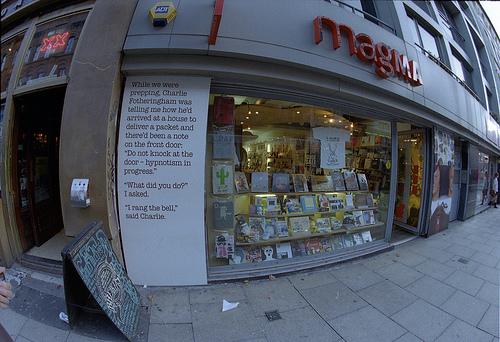 ADT
magma
While we were
prepping, Charlie
Fotheringham was
telling me how he'd
arrived at a house to
deliver a packet and
there'd been a note
on the front door:
"Do not knock at the
door – hypnotism in
progress."
"What did you do?"
I asked.
"I rang the bell,"
said Charlie.